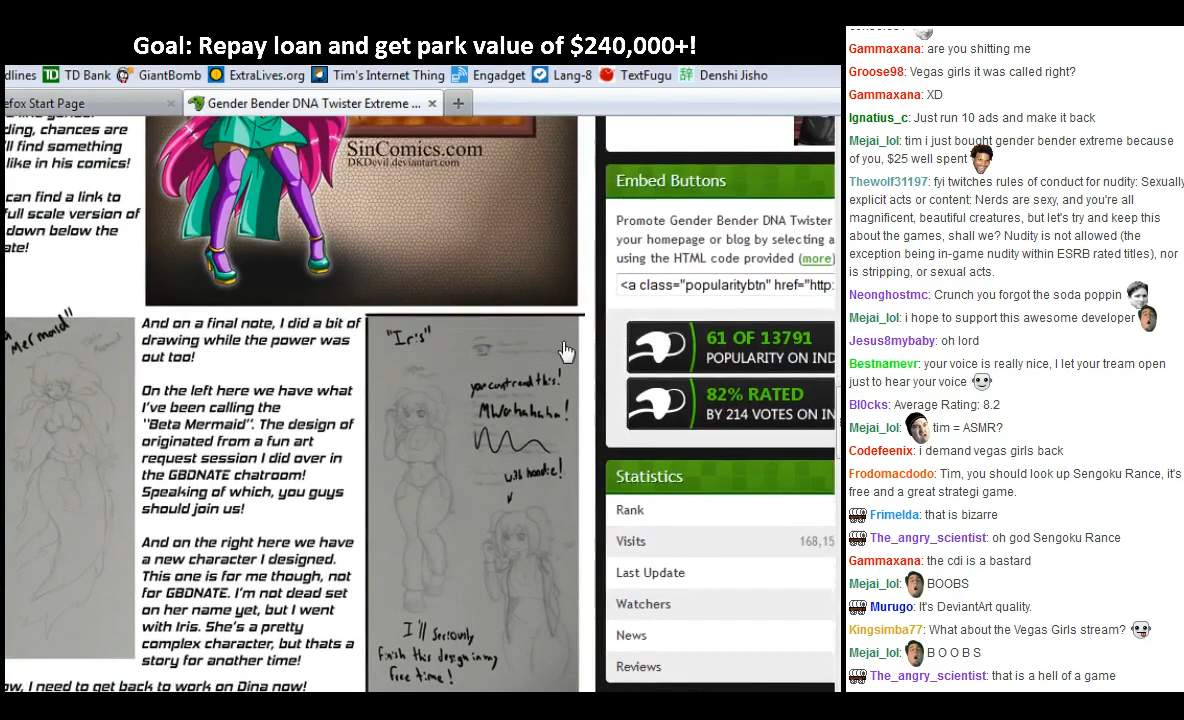 Goal: Repay loan and get park value of $240,000+!
dlines TD Bank GiantBomb ExtraLives.org Tim's Internet Thing Engadget Lang-8 TextFugu Denshi Jisho
efox Start Page
Gender Bender DNA Twister Extreme ...
ding, chances are
'll find something
like in his comics!
can find a link to
full scale version of
down below the
ate!
SinComics.com
DKDevil.deviantart.com
Mermaid"
And on a final note, I did a bit of
drawing while the power was
out too!
On the left here we have what
I've been calling the
"Beta Mermaid". The design of
originated from a fun art
request session I did over in
the GBDNATE chatroom!
Speaking of which, you guys
should join us!
And on the right here we have
a new character I designed.
This one is for me though, not
for GBDNATE. I'm not dead set
on her name yet, but I went
with Iris. She's a pretty
complex character, but thats a
story for another time!
ow, I need to get back to work on Dina now!
"Iris"
you cant read this!
MWahahaha!
with hoodie!
I'll seriously
finish this design in my
free time!
Embed Buttons
Promote Gender Bender DNA Twister
your homepage or blog by selecting a
using the HTML code provided (more)
<a class="popularitybtn" href="http:
61 OF 13791
POPULARITY ON IND
82% RATED
BY 214 VOTES ON IN
Statistics
Rank
Visits 168,15
Last Update
Watchers
News
Reviews
Gammaxana: are you shitting me
Groose98: Vegas girls it was called right?
Gammaxana: XD
Ignatius_c: Just run 10 ads and make it back
Mejai_lol: tim i just bought gender bender extreme because
of you, $25 well spent
Thewolf31197: fyi twitches rules of conduct for nudity: Sexually
explicit acts or content: Nerds are sexy, and you're all
magnificent, beautiful creatures, but let's try and keep this
about the games, shall we? Nudity is not allowed (the
exception being in-game nudity within ESRB rated titles), nor
is stripping, or sexual acts.
Neonghostmc: Crunch you forgot the soda poppin
Mejai_lol: i hope to support this awesome developer
Jesus8mybaby: oh lord
Bestnamevr: your voice is really nice, I let your tream open
just to hear your voice
Bl0cks: Average Rating: 8.2
Mejai_lol: tim = ASMR?
Codefeenix: i demand vegas girls back
Frodomacdodo: Tim, you should look up Sengoku Rance, it's
free and a great strategi game.
Frimelda: that is bizarre
The_angry_scientist: oh god Sengoku Rance
Gammaxana: the cdi is a bastard
Mejai_lol: BOOBS
Murugo: It's DeviantArt quality.
Kingsimba77: What about the Vegas Girls stream?
Mejai_lol: B O O B S
The_angry_scientist: that is a hell of a game